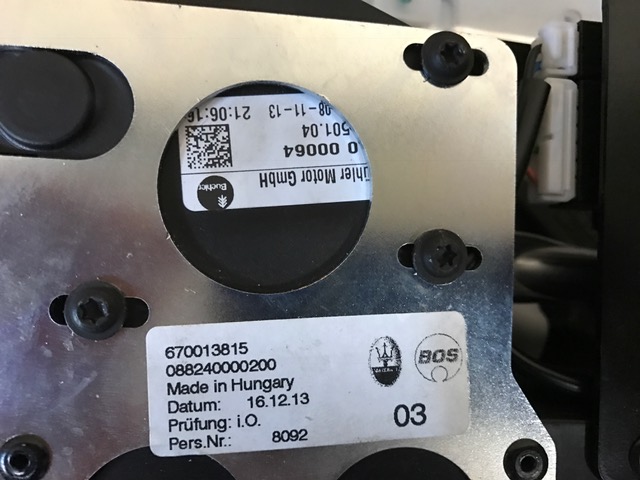 08-11-13 21:06:16
501.04
0 00064
ühler Motor GmbH
Buehler
670013815
088240000200
Made in Hungary
Datum: 16.12.13
Prüfung: i.O.
Pers.Nr.: 8092
03
BOS